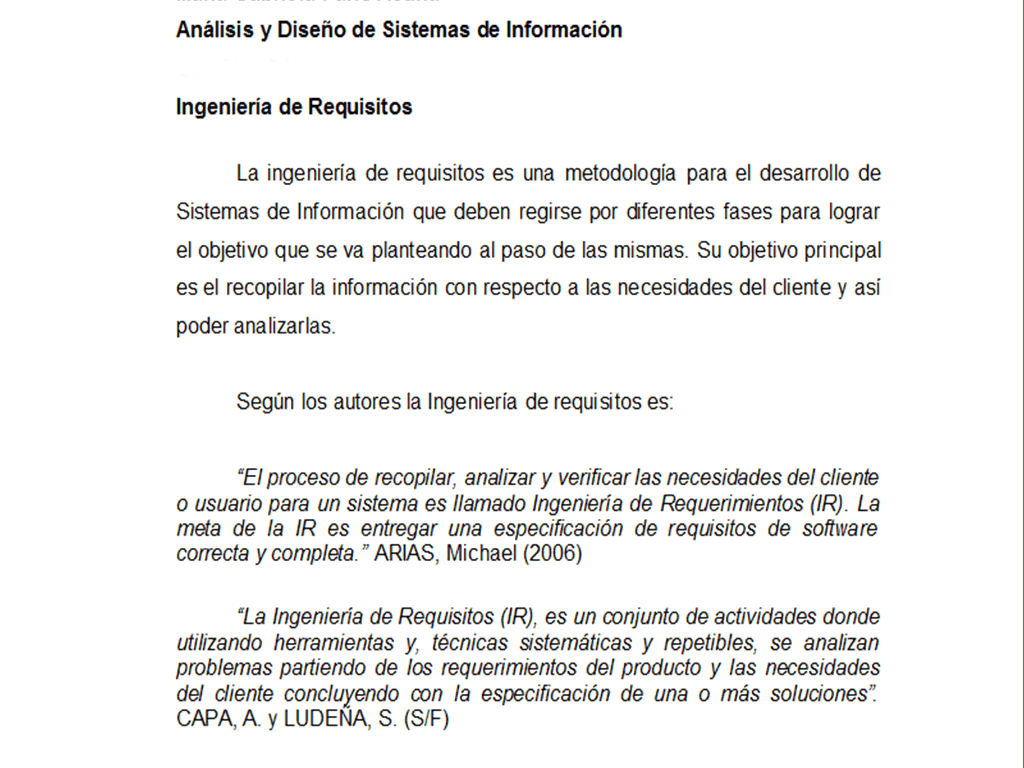 Análisis y Diseño de Sistemas de Información
Ingeniería de Requisitos
La ingeniería de requisitos es una metodología para el desarrollo de
Sistemas de Información que deben regirse por diferentes fases para lograr
el objetivo que se va planteando al paso de las mismas. Su objetivo principal
es el recopilar la información con respecto a las necesidades del cliente y así
poder analizarlas.
Según los autores la Ingeniería de requisitos es:
“El proceso de recopilar, analizar y verificar las necesidades del cliente
o usuario para un sistema es llamado Ingeniería de Requerimientos (IR). La
meta de la IR es entregar una especificación de requisitos de software
correcta y completa.” ARIAS, Michael (2006)
“La Ingeniería de Requisitos (IR), es un conjunto de actividades donde
utilizando herramientas y, técnicas sistemáticas y repetibles, se analizan
problemas partiendo de los requerimientos del producto y las necesidades
del cliente concluyendo con la especificación de una o más soluciones”.
CAPA, A. y LUDEÑA, S. (S/F)